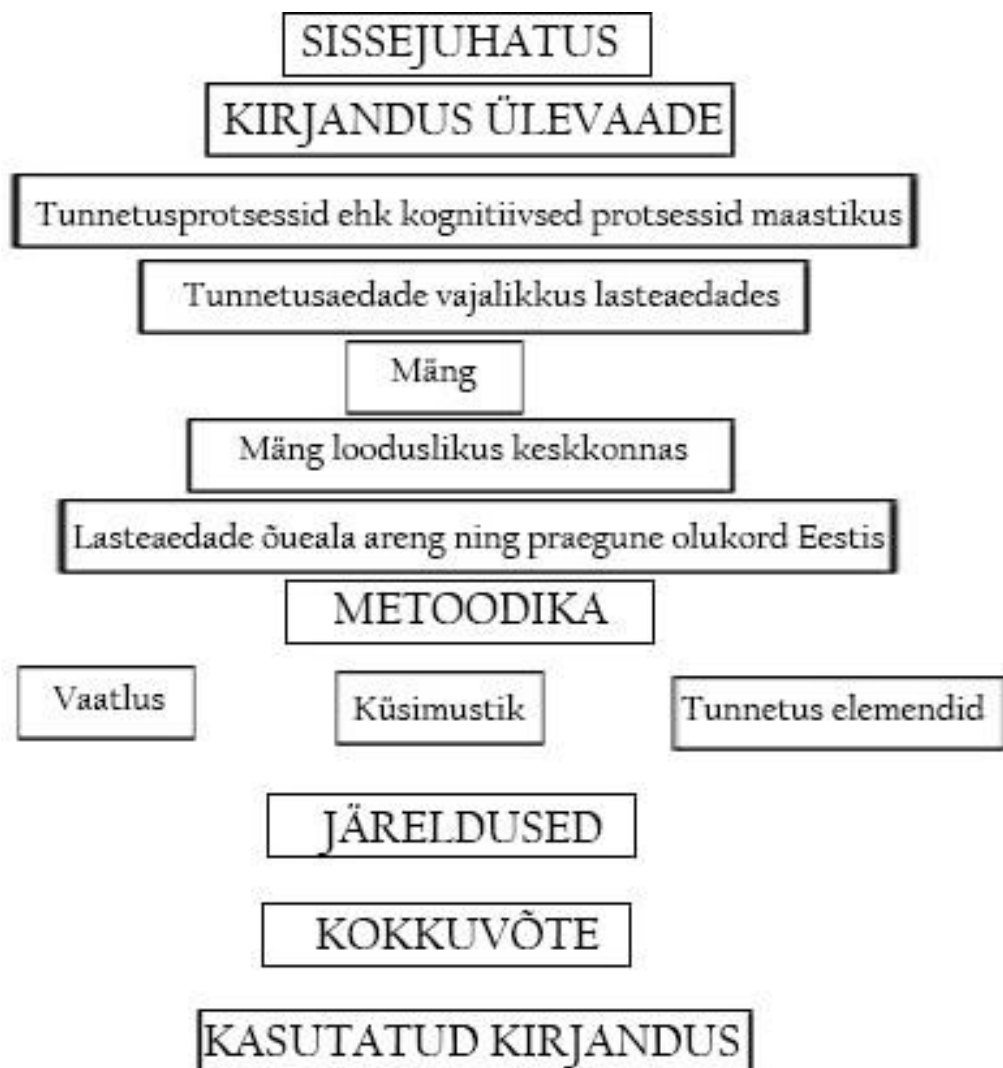 SISSEJUHATUS
KIRJANDUS ÜLEVAADE
Tunnetusprotsessid ehk kognitiivsed protsessid maastikus
Tunnetusaedade vajalikkus lasteaedades
Mäng
Mäng looduslikus keskkonnas
Lasteaedade õueala areng ning praegune olukord Eestis
METOODIKA
Vaatlus
Küsimustik
Tunnetus elemendid
JÄRELDUSED
KOKKUVÕTE
KASUTATUD KIRJANDUS